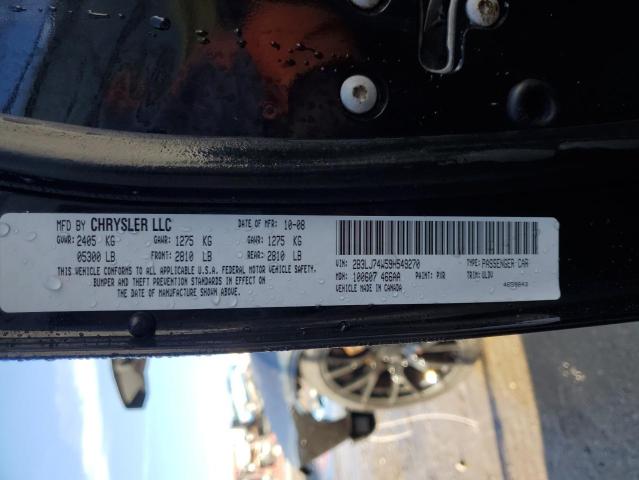 MFD BY CHRYSLER LLC DATE OF MFR: 10-08
GVWR: 2405 KG GAWR: 1275 KG GAWR: 1275 KG
05300 LB FRONT: 2810 LB REAR: 2810 LB
THIS VEHICLE CONFORMS TO ALL APPLICABLE U.S.A. FEDERAL MOTOR VEHICLE SAFETY,
BUMPER AND THEFT PREVENTION STANDARDS IN EFFECT ON
THE DATE OF MANUFACTURE SHOWN ABOVE.
VIN: 2B3LJ74W59H549270 TYPE: PASSENGER CAR
MDH: 100607 466AA PAINT: PXR TRIM: ULDV
VEHICLE MADE IN CANADA